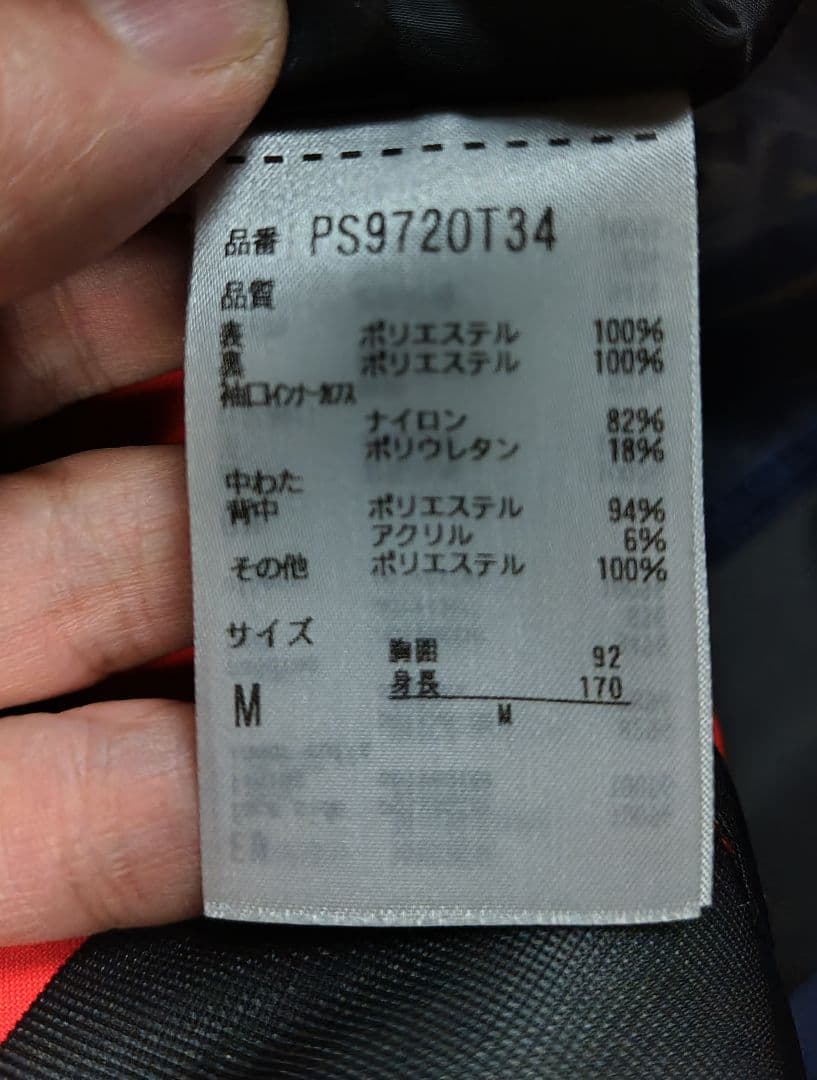 品番 PS9720T34
品質
表 ポリエステル 100%
裏 ポリエステル 100%
袖口インナーカフス
ナイロン 82%
ポリウレタン 18%
中わた
背中 ポリエステル 94%
アクリル 6%
その他 ポリエステル 100%
サイズ
胸囲 92
身長 170
M
M